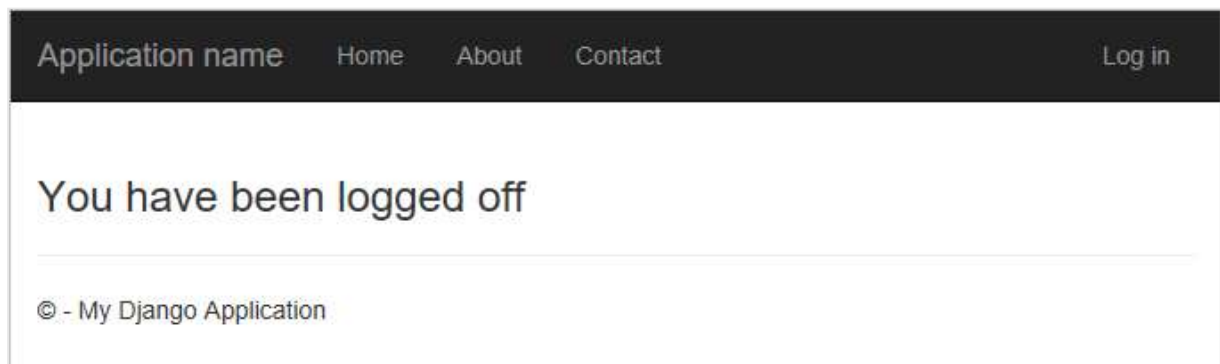 Application name Home About Contact Log in
You have been logged off
© - My Django Application